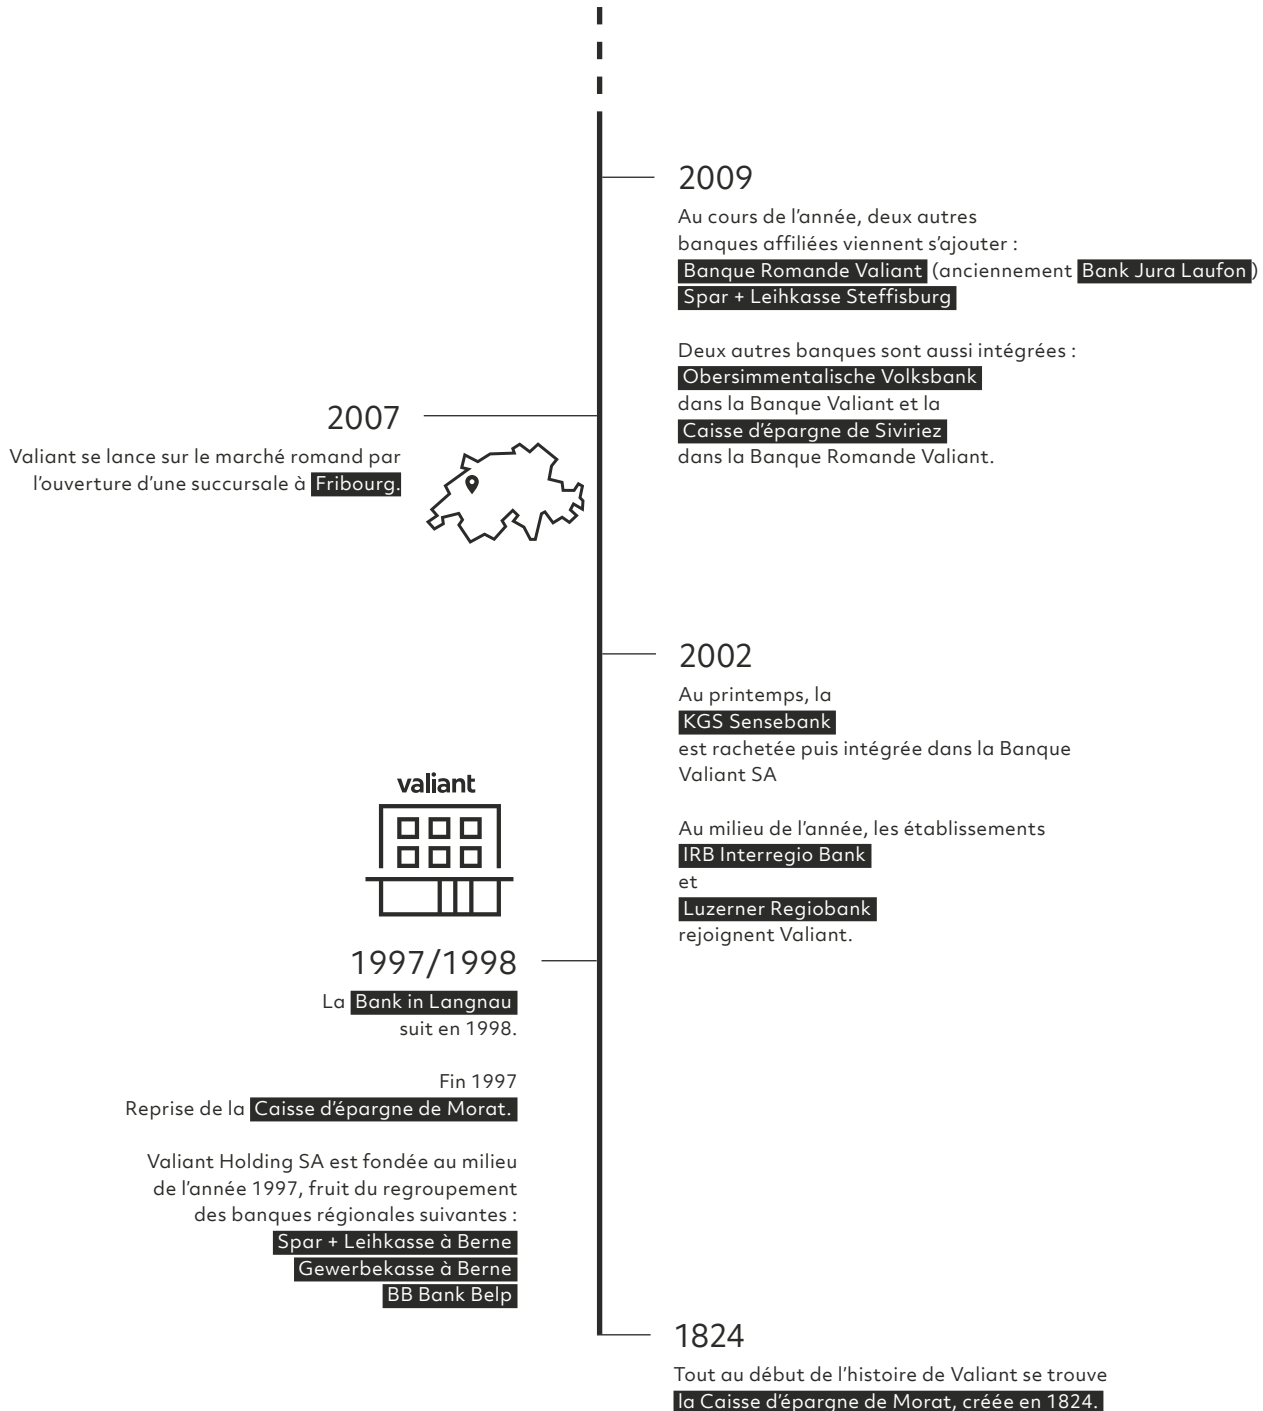 2009
Au cours de l’année, deux autres
banques affiliées viennent s’ajouter :
Banque Romande Valiant (anciennement Bank Jura Laufon)
Spar + Leihkasse Steffisburg
Deux autres banques sont aussi intégrées :
Obersimmentalische Volksbank
dans la Banque Valiant et la
Caisse d’épargne de Siviriez
dans la Banque Romande Valiant.
2007
Valiant se lance sur le marché romand par
l’ouverture d’une succursale à Fribourg.
2002
Au printemps, la
KGS Sensebank
est rachetée puis intégrée dans la Banque
Valiant SA
Au milieu de l’année, les établissements
IRB Interregio Bank
et
Luzerner Regiobank
rejoignent Valiant.
valiant
1997/1998
La Bank in Langnau
suit en 1998.
Fin 1997
Reprise de la Caisse d’épargne de Morat.
Valiant Holding SA est fondée au milieu
de l’année 1997, fruit du regroupement
des banques régionales suivantes :
Spar + Leihkasse à Berne
Gewerbekasse à Berne
BB Bank Belp
1824
Tout au début de l’histoire de Valiant se trouve
la Caisse d’épargne de Morat, créée en 1824.